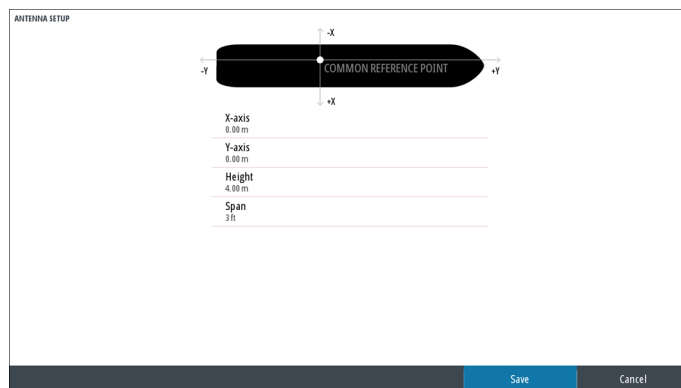 ANTENNA SETUP
-X
-Y
COMMON REFERENCE POINT
+Y
+X
X-axis
0.00 m
Y-axis
0.00 m
Height
4.00 m
Span
3 ft
Save
Cancel